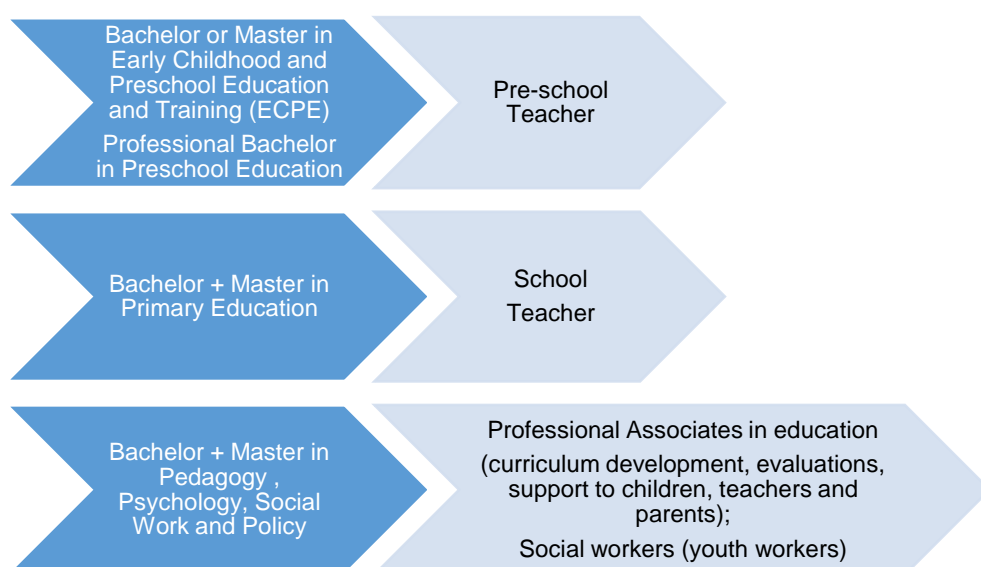 Bachelor or Master in
Early Childhood and
Preschool Education
and Training (ECPE)
Professional Bachelor
in Preschool Education
Pre-school
Teacher
Bachelor + Master in
Primary Education
School
Teacher
Bachelor + Master in
Pedagogy ,
Psychology, Social
Work and Policy
Professional Associates in education
(curriculum development, evaluations,
support to children, teachers and
parents);
Social workers (youth workers)